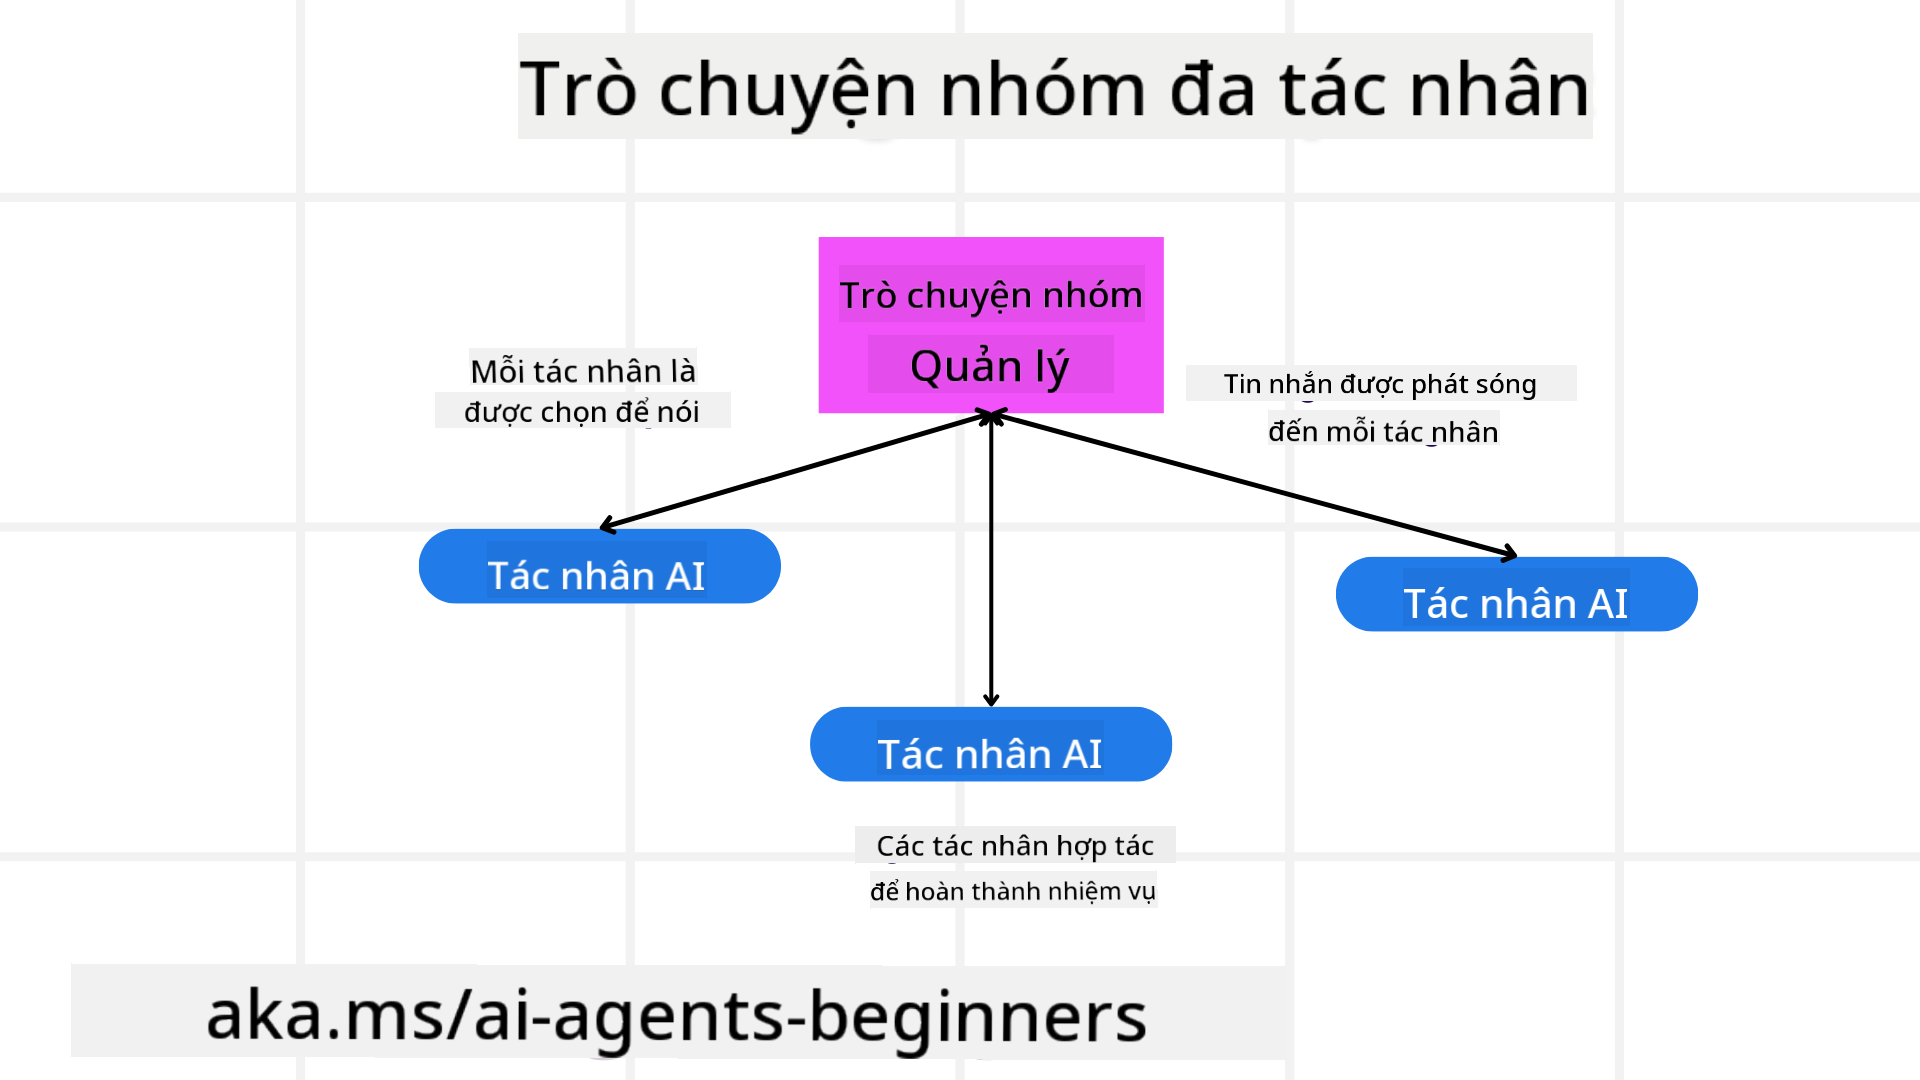 Trò chuyện nhóm đa tác nhân
Trò chuyện nhóm
Quản lý
Mỗi tác nhân là
được chọn để nói
Tin nhắn được phát sóng
đến mỗi tác nhân
Tác nhân AI
Tác nhân AI
Tác nhân AI
Các tác nhân hợp tác
để hoàn thành nhiệm vụ
aka.ms/ai-agents-beginners